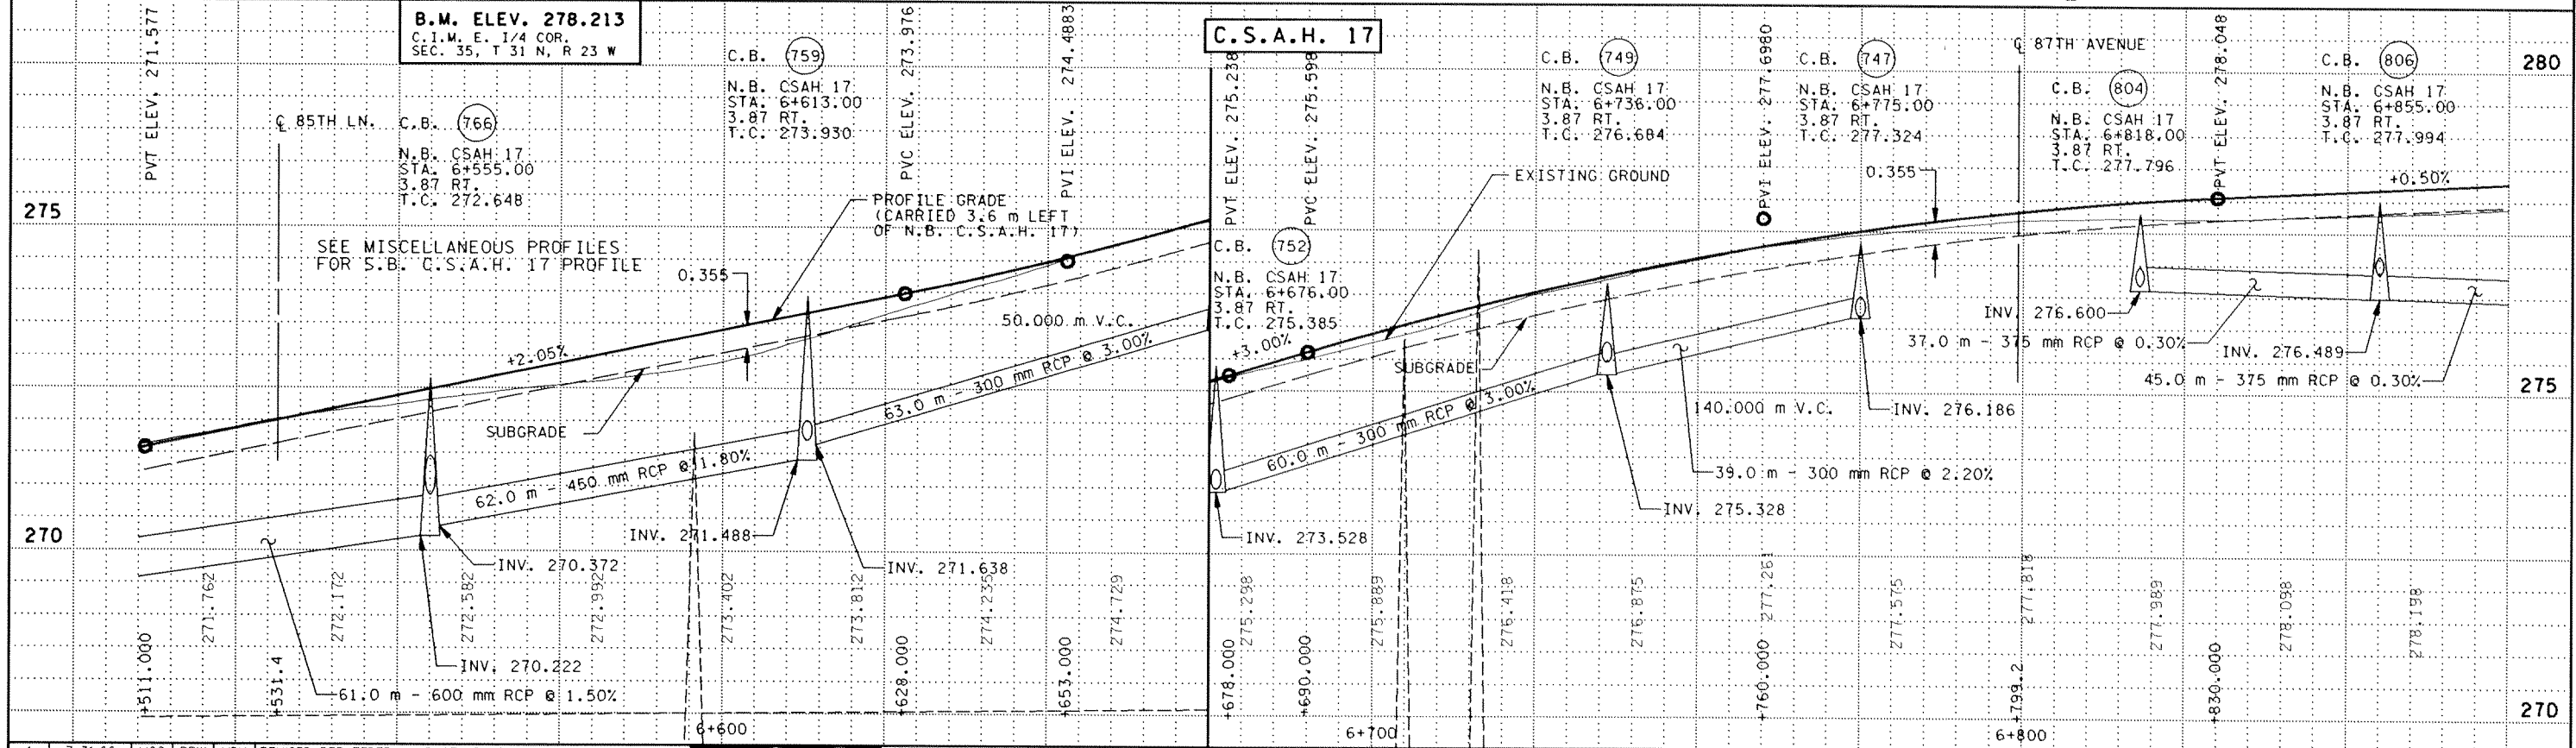 B.M. ELEV. 278.213
C.I.M. E. 1/4 COR.
SEC. 35, T 31 N, R 23 W
C.S.A.H. 17
280
275
270
275
270
PVT ELEV. 271.577
℄ 85TH LN.
C.B. 766
N.B. CSAH 17
STA. 6+555.00
3.87 RT.
T.C. 272.648
SEE MISCELLANEOUS PROFILES
FOR S.B. C.S.A.H. 17 PROFILE
C.B. 759
N.B. CSAH 17
STA. 6+613.00
3.87 RT.
T.C. 273.930
PVC ELEV. 273.976
PVI ELEV. 274.4883
PROFILE GRADE
(CARRIED 3.6 m LEFT
OF N.B. C.S.A.H. 17)
0.355
+2.05%
50.000 m V.C.
SUBGRADE
62.0 m - 450 mm RCP @ 1.80%
63.0 m - 300 mm RCP @ 3.00%
INV. 271.488
INV. 270.372
INV. 271.638
INV. 270.222
61.0 m - 600 mm RCP @ 1.50%
271.762
272.172
272.582
272.992
273.402
273.812
274.235
274.729
+511.000
+531.4
+628.000
+653.000
6+600
PVT ELEV. 275.238
PVC ELEV. 275.598
C.B. 752
N.B. CSAH 17
STA. 6+676.00
3.87 RT.
T.C. 275.385
+3.00%
EXISTING GROUND
SUBGRADE
C.B. 749
N.B. CSAH 17
STA. 6+736.00
3.87 RT.
T.C. 276.684
PVI ELEV. 277.6980
C.B. 747
N.B. CSAH 17
STA. 6+775.00
3.87 RT.
T.C. 277.324
0.355
℄ 87TH AVENUE
C.B. 804
N.B. CSAH 17
STA. 6+818.00
3.87 RT.
T.C. 277.796
PVT ELEV. 278.048
C.B. 806
N.B. CSAH 17
STA. 6+855.00
3.87 RT.
T.C. 277.994
+0.50%
INV. 276.600
37.0 m - 375 mm RCP @ 0.30%
INV. 276.489
45.0 m - 375 mm RCP @ 0.30%
60.0 m - 300 mm RCP @ 3.00%
140.000 m V.C.
INV. 276.186
39.0 m - 300 mm RCP @ 2.20%
INV. 275.328
INV. 273.528
275.298
275.889
276.418
276.875
277.261
277.575
277.818
277.989
278.098
278.198
+678.000
+690.000
+760.000
+799.2
+830.000
6+700
6+800